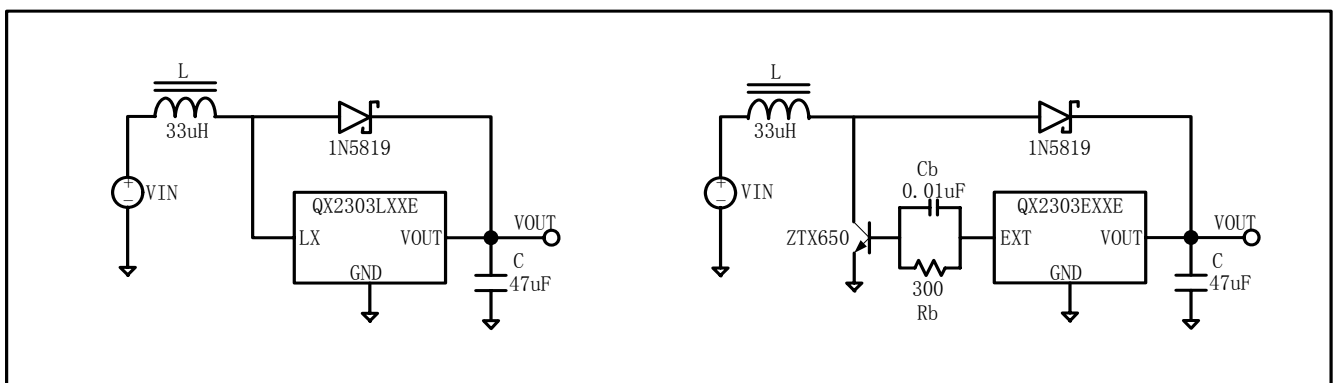 L
33uH
1N5819
+
VIN
−
QX2303LXXE
LX
VOUT
GND
VOUT
C
47uF
L
33uH
1N5819
+
VIN
−
Cb
0.01uF
ZTX650
300
Rb
QX2303EXXE
EXT
VOUT
GND
VOUT
C
47uF